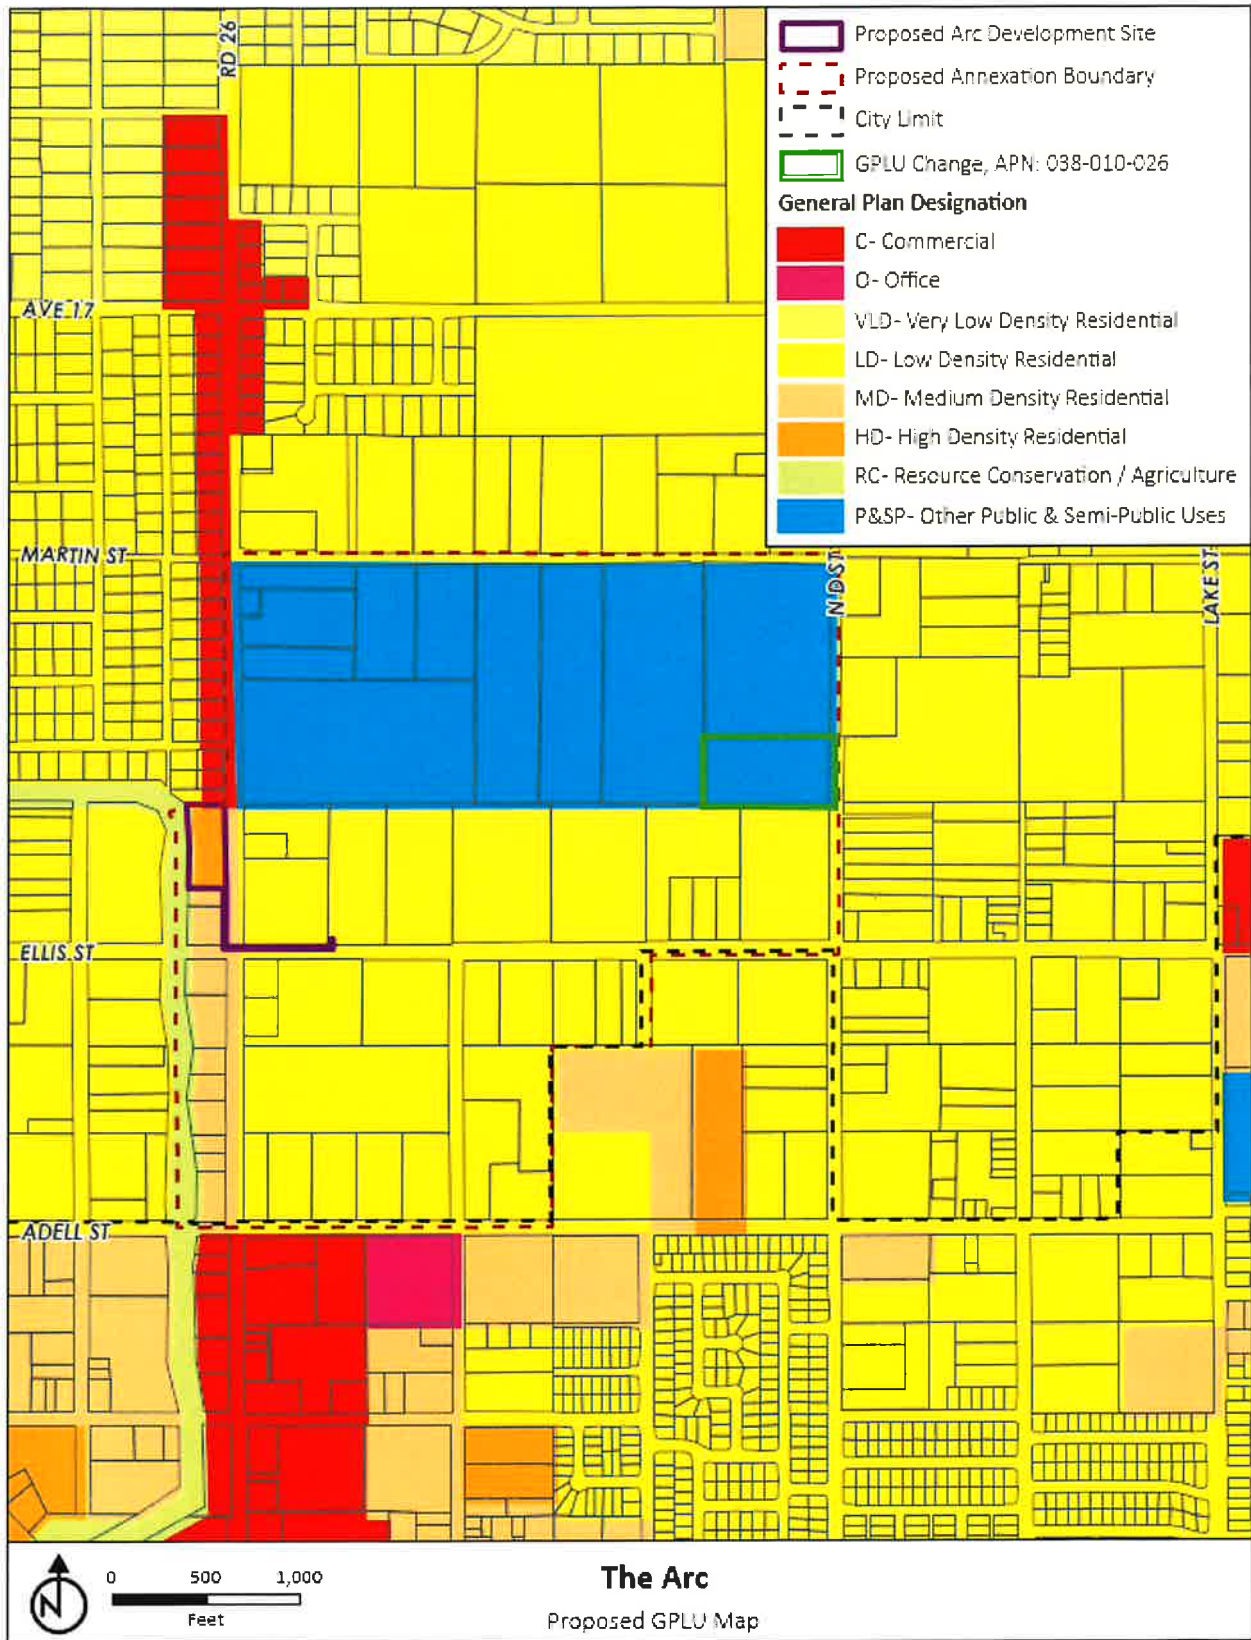 RD 26
Proposed Arc Development Site
Proposed Annexation Boundary
City Limit
GPLU Change, APN: 038-010-026
General Plan Designation
C- Commercial
O- Office
VLD- Very Low Density Residential
LD- Low Density Residential
MD- Medium Density Residential
HD- High Density Residential
RC- Resource Conservation / Agriculture
P&SP- Other Public & Semi-Public Uses
AVE 17
MARTIN ST
N D ST
LAKE ST
ELLIS ST
ADELL ST
N
0 500 1,000
Feet
The Arc
Proposed GPLU Map